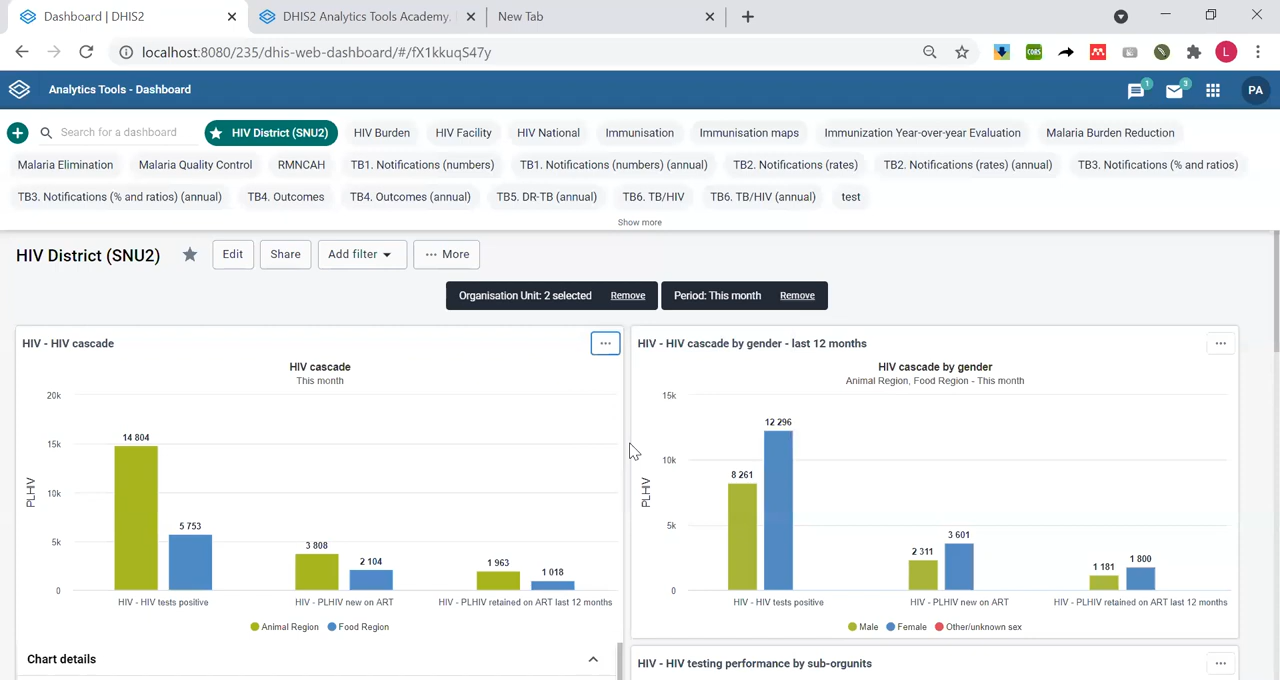 Dashboard | DHIS2
DHIS2 Analytics Tools Academy.
New Tab
localhost:8080/235/dhis-web-dashboard/#/fX1kkuqS47y
CORS
L
Analytics Tools - Dashboard
1
3
PA
Search for a dashboard
HIV District (SNU2)
HIV Burden
HIV Facility
HIV National
Immunisation
Immunisation maps
Immunization Year-over-year Evaluation
Malaria Burden Reduction
Malaria Elimination
Malaria Quality Control
RMNCAH
TB1. Notifications (numbers)
TB1. Notifications (numbers) (annual)
TB2. Notifications (rates)
TB2. Notifications (rates) (annual)
TB3. Notifications (% and ratios)
TB3. Notifications (% and ratios) (annual)
TB4. Outcomes
TB4. Outcomes (annual)
TB5. DR-TB (annual)
TB6. TB/HIV
TB6. TB/HIV (annual)
test
Show more
HIV District (SNU2)
Edit
Share
Add filter
More
Organisation Unit: 2 selected
Remove
Period: This month
Remove
HIV - HIV cascade
HIV cascade
This month
PLHIV
20k
15k
10k
5k
0
14 804
5 753
3 808
2 104
1 963
1 018
HIV - HIV tests positive
HIV - PLHIV new on ART
HIV - PLHIV retained on ART last 12 months
Animal Region
Food Region
Chart details
HIV - HIV cascade by gender - last 12 months
HIV cascade by gender
Animal Region, Food Region - This month
PLHIV
15k
10k
5k
0
8 261
12 296
2 311
3 601
1 181
1 800
HIV - HIV tests positive
HIV - PLHIV new on ART
HIV - PLHIV retained on ART last 12 months
Male
Female
Other/unknown sex
HIV - HIV testing performance by sub-orgunits